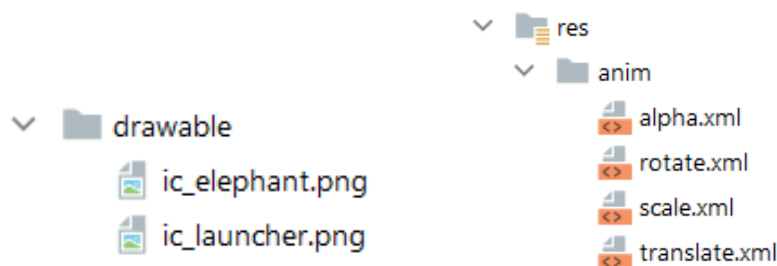 drawable
ic_elephant.png
ic_launcher.png
res
anim
alpha.xml
rotate.xml
scale.xml
translate.xml